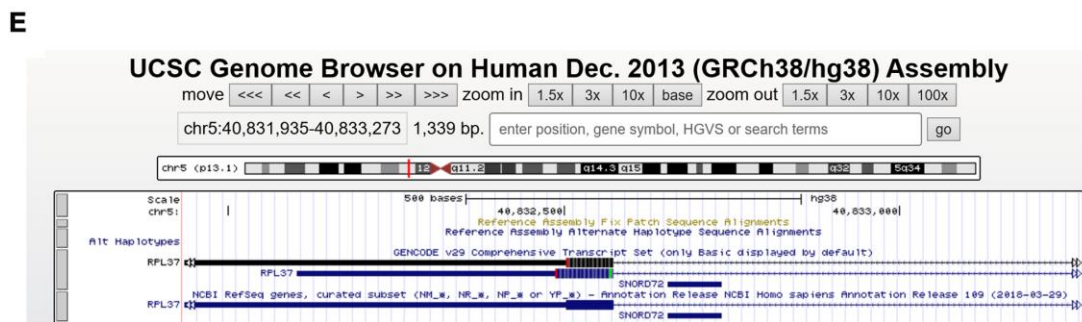 E
UCSC Genome Browser on Human Dec. 2013 (GRCh38/hg38) Assembly
move <<< << < > >> >>> zoom in 1.5x 3x 10x base zoom out 1.5x 3x 10x 100x
chr5:40,831,935-40,833,273 1,339 bp. enter position, gene symbol, HGVS or search terms go
chr5 (p13.1) 12 q11.2 q14.3 q15 q32 5q34
Scale 500 bases hg38
chr5: 40,832,500 40,833,000
Reference Assembly Fix Patch Sequence Alignments
Reference Assembly Alternate Haplotype Sequence Alignments
Alt Haplotypes
GENCODE v29 Comprehensive Transcript Set (only Basic displayed by default)
RPL37
RPL37
SNORD72
NCBI RefSeq genes, curated subset (NM_*, NR_*, NP_* or YP_*) – Annotation Release NCBI Homo sapiens Annotation Release 109 (2018-03-29)
RPL37
SNORD72